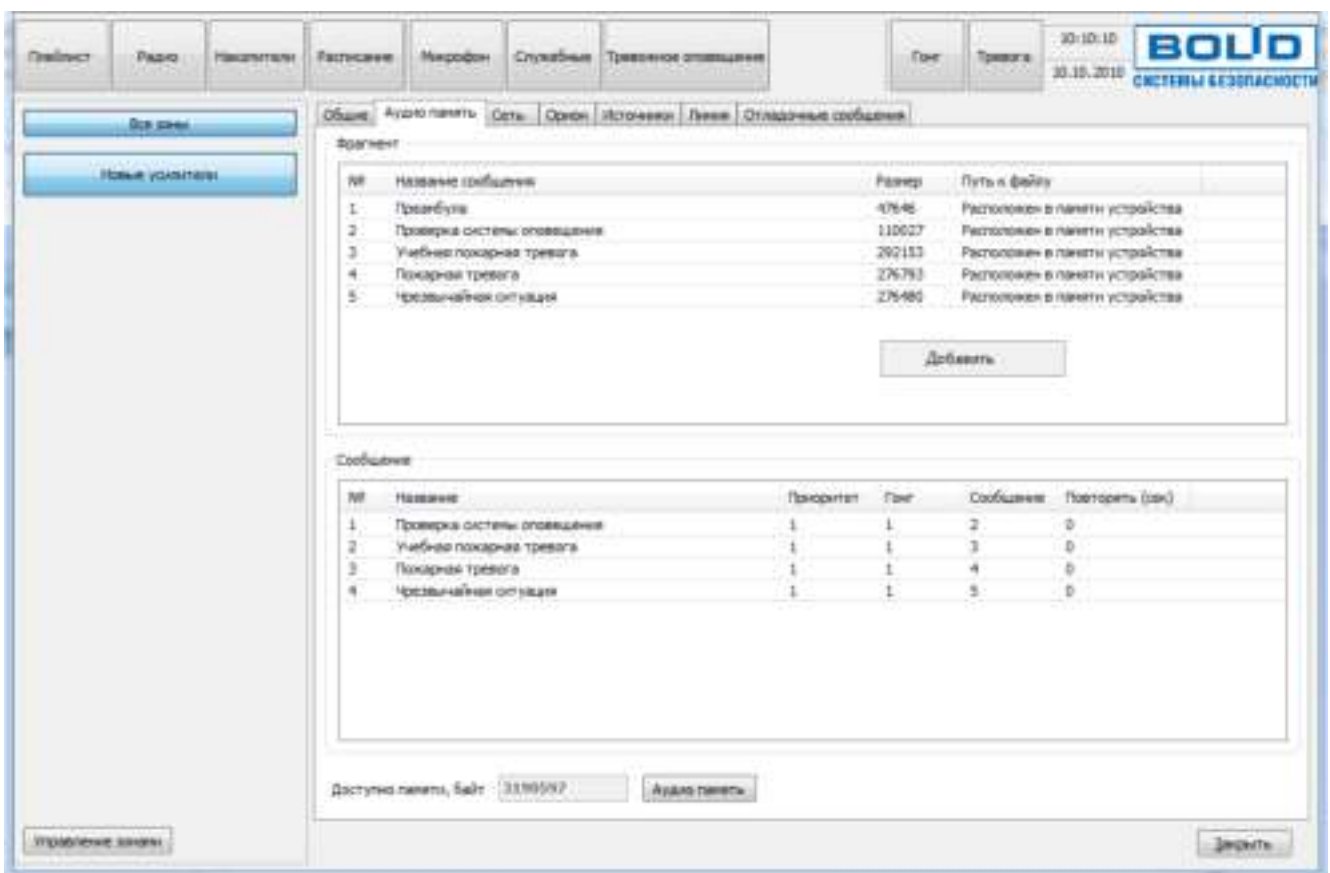 Плейлист Радио Накопители Расписание Микрофон Служебные Тревожное оповещение Гонг Тревога 10:10:10
10.10.2010
BOLID
СИСТЕМЫ БЕЗОПАСНОСТИ
Все зоны
Новые усилители
Общие Аудио память Сеть Орион Источники Линии Отладочные сообщения
Фрагмент
№ Название сообщения Размер Путь к файлу
1 Преамбула 47646 Расположен в памяти устройства
2 Проверка системы оповещения 110027 Расположен в памяти устройства
3 Учебная пожарная тревога 292153 Расположен в памяти устройства
4 Пожарная тревога 276793 Расположен в памяти устройства
5 Чрезвычайная ситуация 276480 Расположен в памяти устройства
Добавить
Сообщение
№ Название Приоритет Гонг Сообщение Повторять (сек)
1 Проверка системы оповещения 1 1 2 0
2 Учебная пожарная тревога 1 1 3 0
3 Пожарная тревога 1 1 4 0
4 Чрезвычайная ситуация 1 1 5 0
Доступно памяти, байт 3190597 Аудио память
Управление зонами
Закрыть